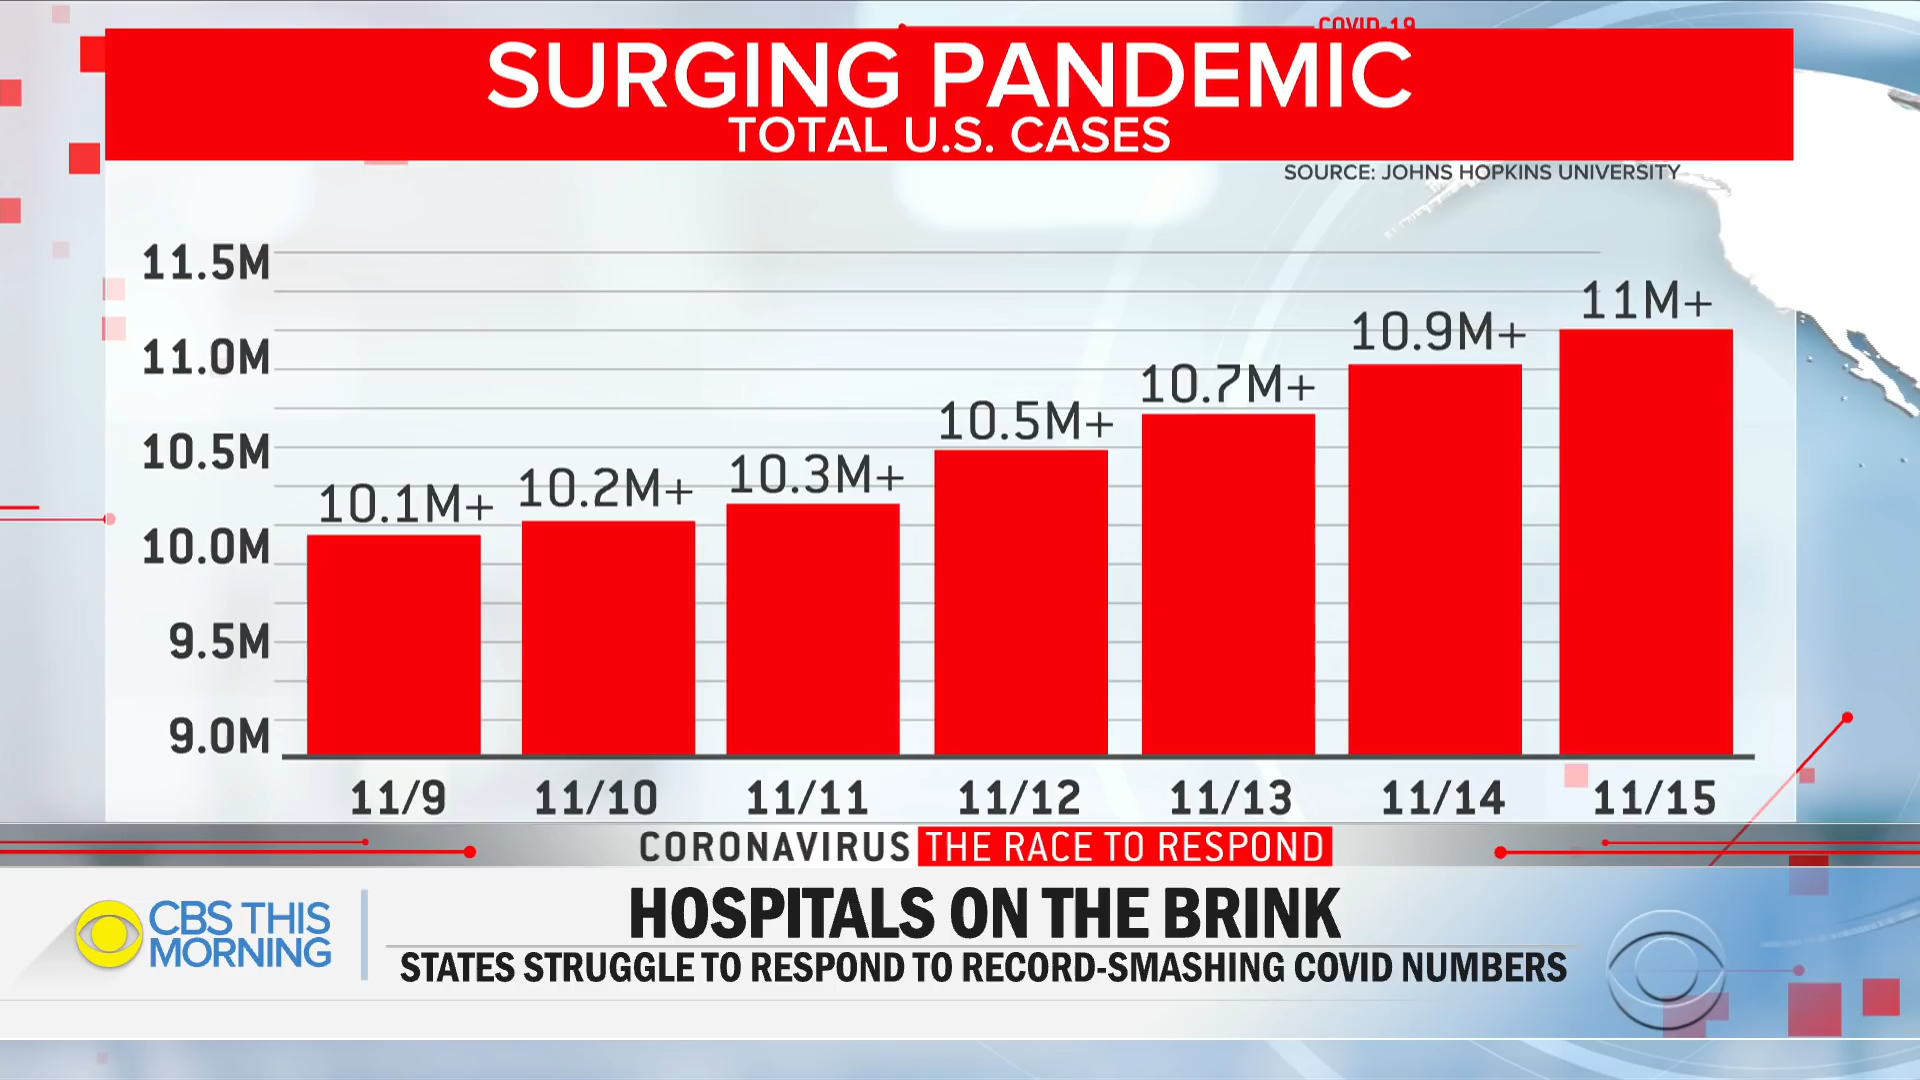 COVID-19
SURGING PANDEMIC
TOTAL U.S. CASES
SOURCE: JOHNS HOPKINS UNIVERSITY
11.5M
11.0M
10.5M
10.0M
9.5M
9.0M
10.1M+
10.2M+
10.3M+
10.5M+
10.7M+
10.9M+
11M+
11/9 11/10 11/11 11/12 11/13 11/14 11/15
CORONAVIRUS THE RACE TO RESPOND
CBS THIS
MORNING
HOSPITALS ON THE BRINK
STATES STRUGGLE TO RESPOND TO RECORD-SMASHING COVID NUMBERS